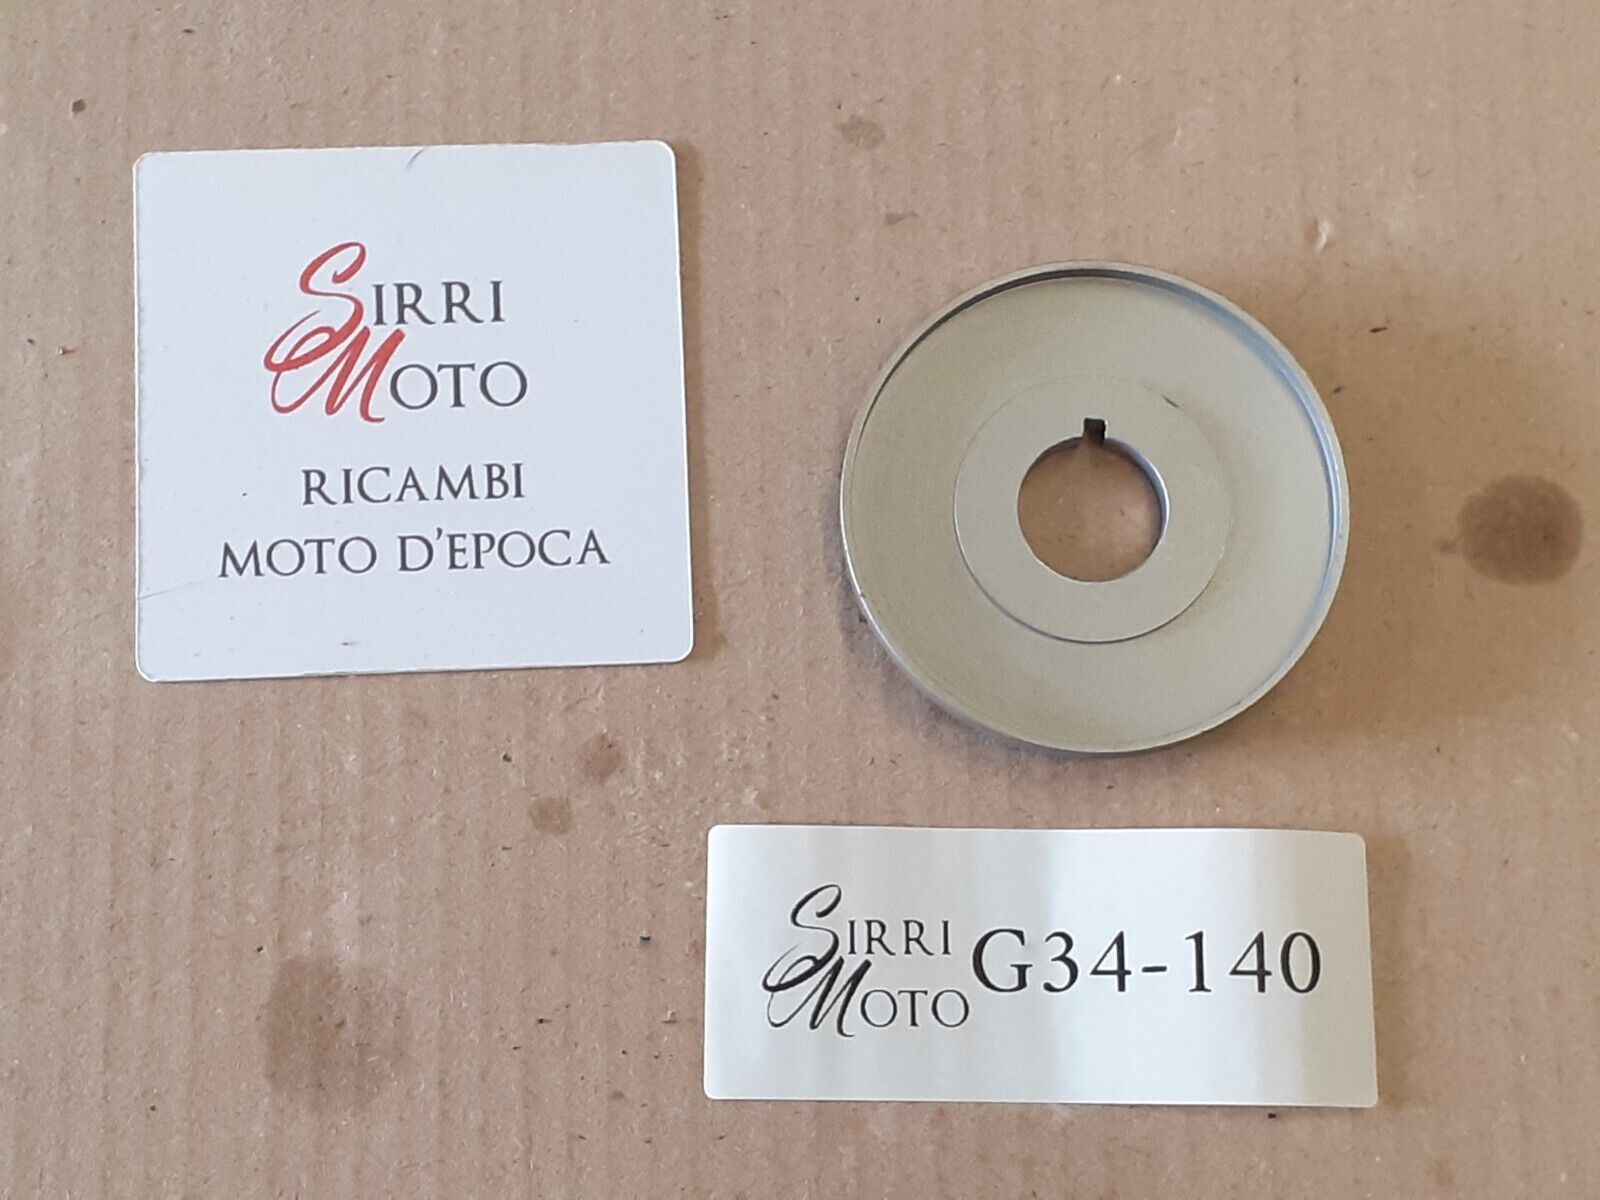 SIRRI
MOTO
RICAMBI
MOTO D'EPOCA
SIRRI
MOTO
G34-140